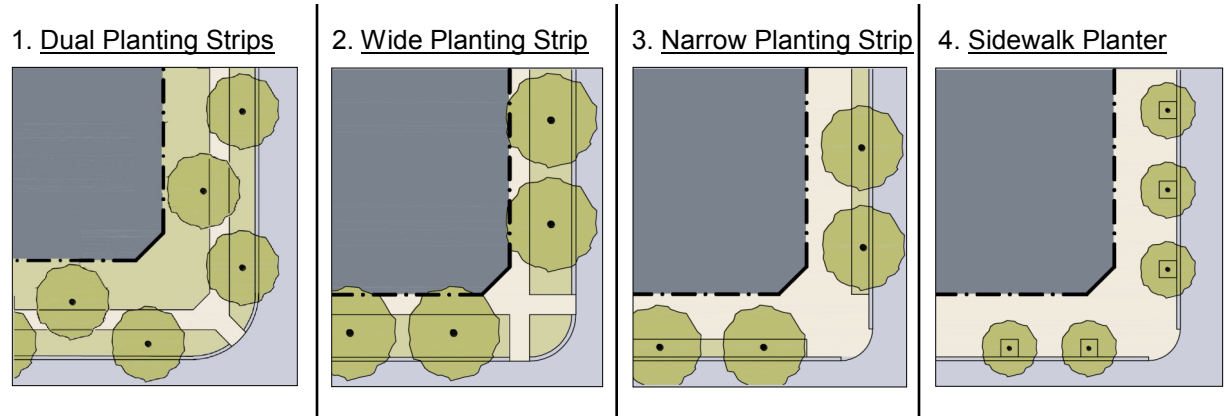 1. Dual Planting Strips
2. Wide Planting Strip
3. Narrow Planting Strip
4. Sidewalk Planter